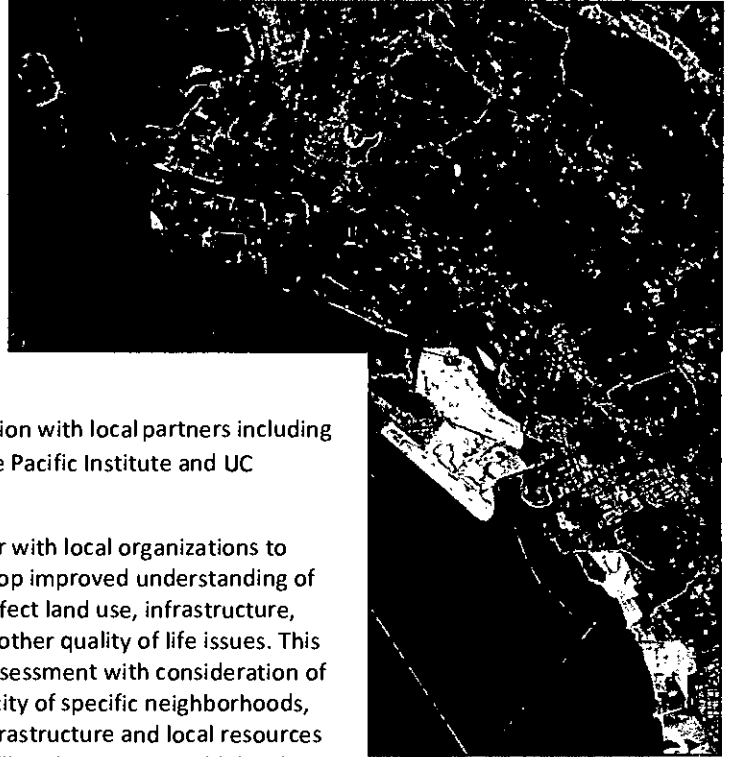 ion with local partners including
e Pacific Institute and UC
r with local organizations to
op improved understanding of
fect land use, infrastructure,
other quality of life issues. This
sessment with consideration of
city of specific neighborhoods,
rastructure and local resources